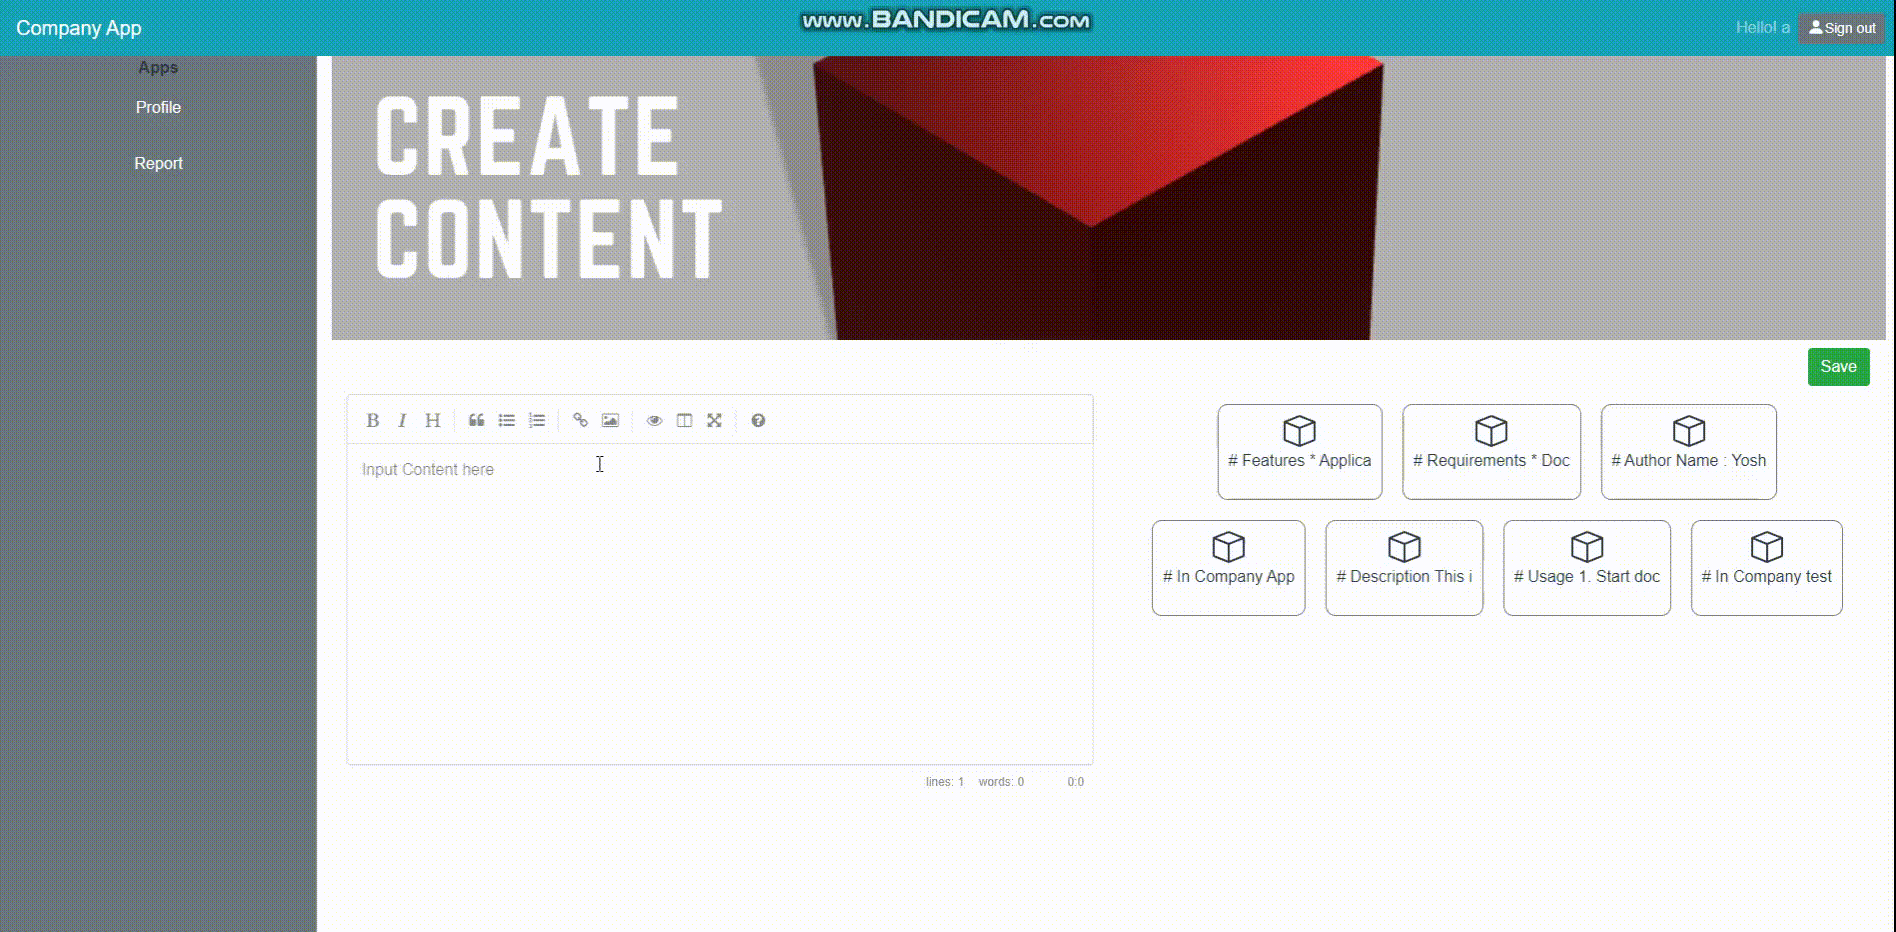 Company App
www.BANDICAM.com
Hello! a
Sign out
Apps
Profile
Report
CREATE
CONTENT
Save
B I H
Input Content here
lines: 1 words: 0 0:0
# Features * Applica
# Requirements * Doc
# Author Name : Yosh
# In Company App
# Description This i
# Usage 1. Start doc
# In Company test